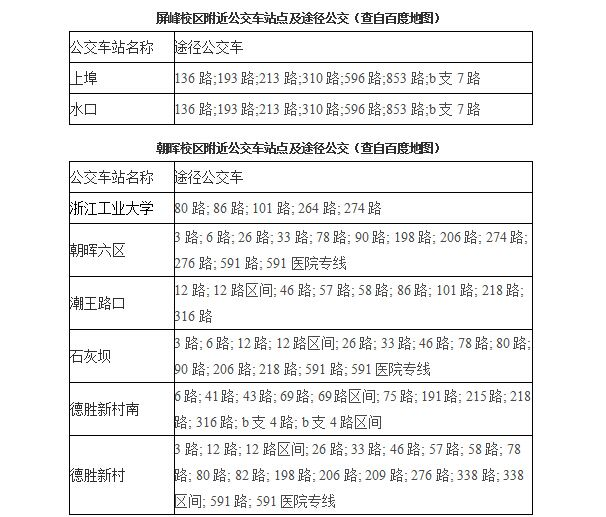 屏峰校区附近公交车站点及途径公交（查自百度地图）
公交车站名称 途径公交车
上埠 136 路;193 路;213 路;310 路;596 路;853 路;b 支 7 路
水口 136 路;193 路;213 路;310 路;596 路;853 路;b 支 7 路
朝晖校区附近公交车站点及途径公交（查自百度地图）
公交车站名称 途径公交车
浙江工业大学 80 路; 86 路; 101 路; 264 路; 274 路
朝晖六区 3 路; 6 路; 26 路; 33 路; 78 路; 90 路; 198 路; 206 路; 274 路;
276 路; 591 路; 591 医院专线
潮王路口 12 路; 12 路区间; 46 路; 57 路; 58 路; 86 路; 101 路; 218 路;
316 路
石灰坝 3 路; 6 路; 12 路; 12 路区间; 26 路; 33 路; 46 路; 78 路; 80 路;
90 路; 206 路; 218 路; 591 路; 591 医院专线
德胜新村南 6 路; 41 路; 43 路; 69 路; 69 路区间; 75 路; 191 路; 215 路; 218
路; 316 路; b 支 4 路; b 支 4 路区间
德胜新村 3 路; 12 路; 12 路区间; 26 路; 33 路; 46 路; 57 路; 58 路; 78
路; 80 路; 82 路; 198 路; 206 路; 209 路; 276 路; 338 路; 338
区间; 591 路; 591 医院专线